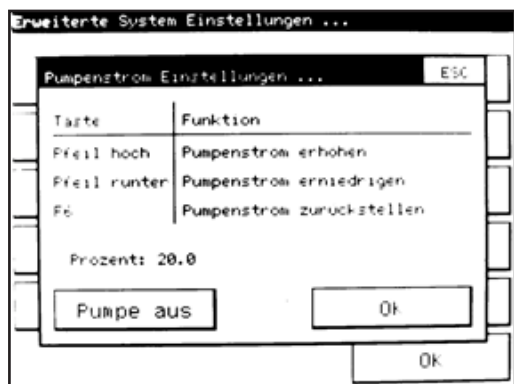 Erweiterte System Einstellungen ...
Pumpenstrom Einstellungen ... ESC
Taste Funktion
Pfeil hoch Pumpenstrom erhohen
Pfeil runter Pumpenstrom erniedrigen
F6 Pumpenstrom zuruckstellen
Prozent: 20.0
Pumpe aus Ok
OK